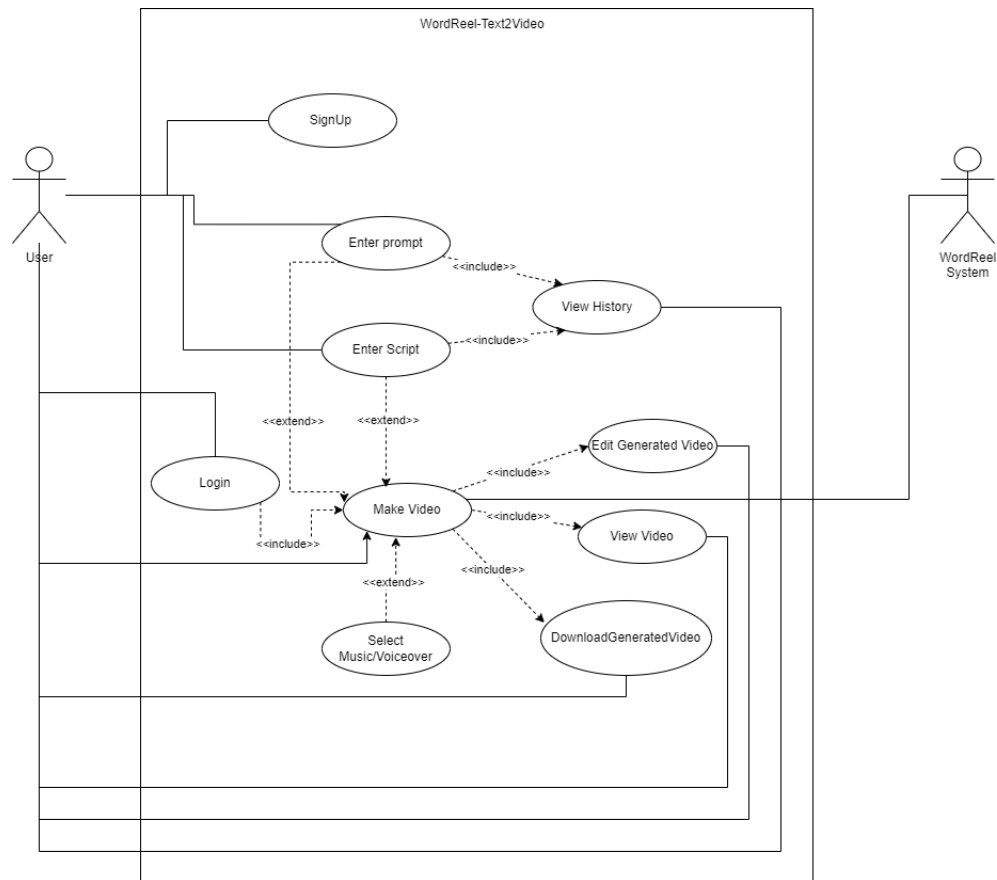 WordReel-Text2Video
SignUp
User
WordReel
System
Enter prompt
<<include>>
View History
Enter Script
<<include>>
<<extend>>
<<extend>>
Edit Generated Video
Login
<<include>>
Make Video
<<include>>
<<include>>
View Video
<<extend>>
<<include>>
Select
Music/Voiceover
DownloadGeneratedVideo